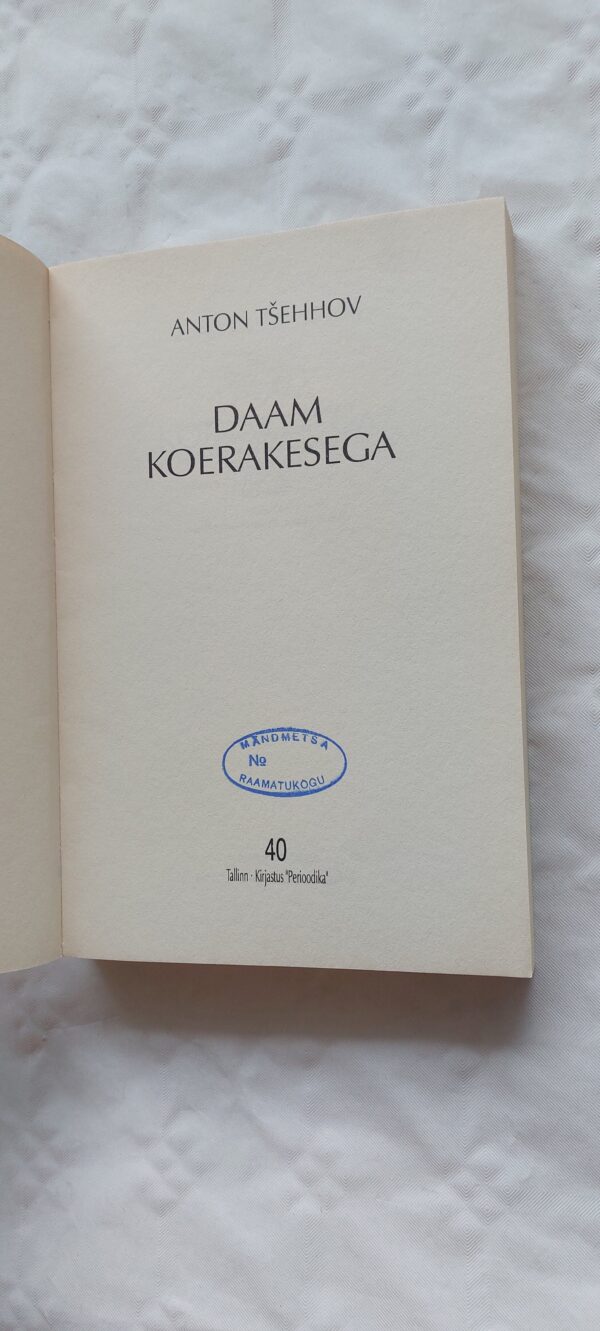 ANTON TŠEHHOV
DAAM
KOERAKESEGA
MÄNDMETSA
№
RAAMATUKOGU
40
Tallinn · Kirjastus "Perioodika"